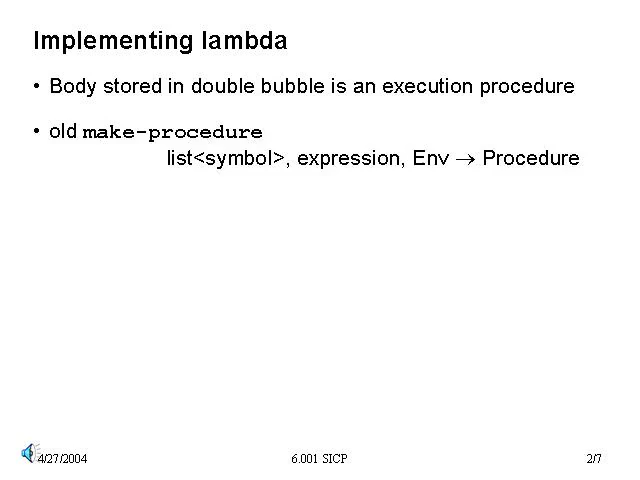 Implementing lambda
• Body stored in double bubble is an execution procedure
• old make-procedure
list<symbol>, expression, Env → Procedure
4/27/2004 6.001 SICP 2/7